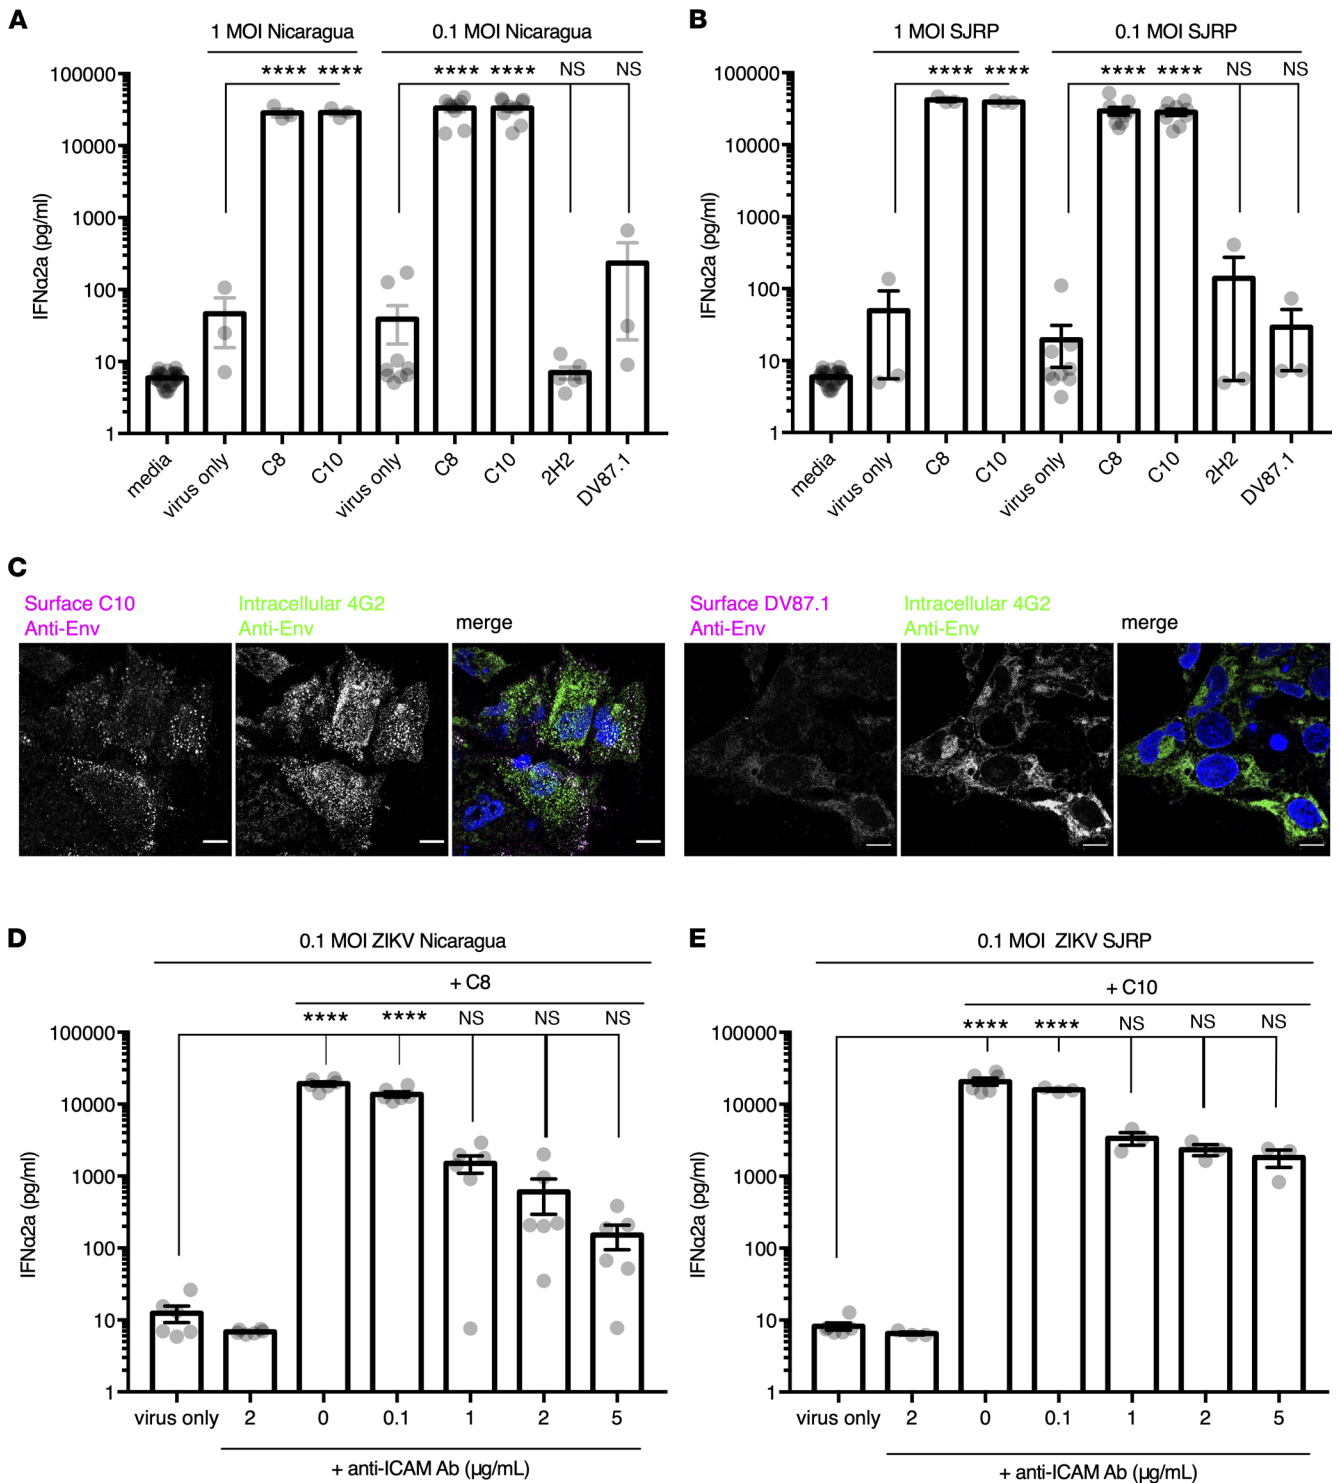 A
1 MOI Nicaragua
0.1 MOI Nicaragua
**** **** **** **** NS NS
IFNα2a (pg/ml)
100000
10000
1000
100
10
1
media
virus only
C8
C10
virus only
C8
C10
2H2
DV87.1
B
1 MOI SJRP
0.1 MOI SJRP
**** **** **** **** NS NS
IFNα2a (pg/ml)
100000
10000
1000
100
10
1
media
virus only
C8
C10
virus only
C8
C10
2H2
DV87.1
C
Surface C10
Anti-Env
Intracellular 4G2
Anti-Env
merge
Surface DV87.1
Anti-Env
Intracellular 4G2
Anti-Env
merge
D
0.1 MOI ZIKV Nicaragua
+ C8
**** **** NS NS NS
IFNα2a (pg/ml)
100000
10000
1000
100
10
1
virus only 2 0 0.1 1 2 5
+ anti-ICAM Ab (µg/mL)
E
0.1 MOI ZIKV SJRP
+ C10
**** **** NS NS NS
IFNα2a (pg/ml)
100000
10000
1000
100
10
1
virus only 2 0 0.1 1 2 5
+ anti-ICAM Ab (µg/mL)